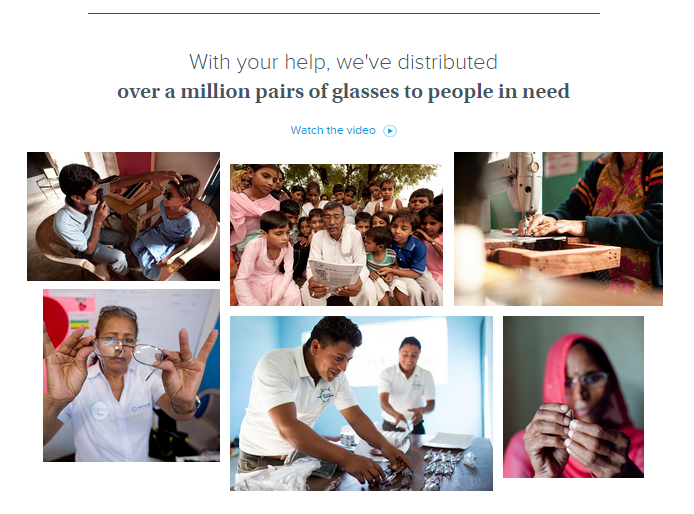 With your help, we've distributed
over a million pairs of glasses to people in need
Watch the video